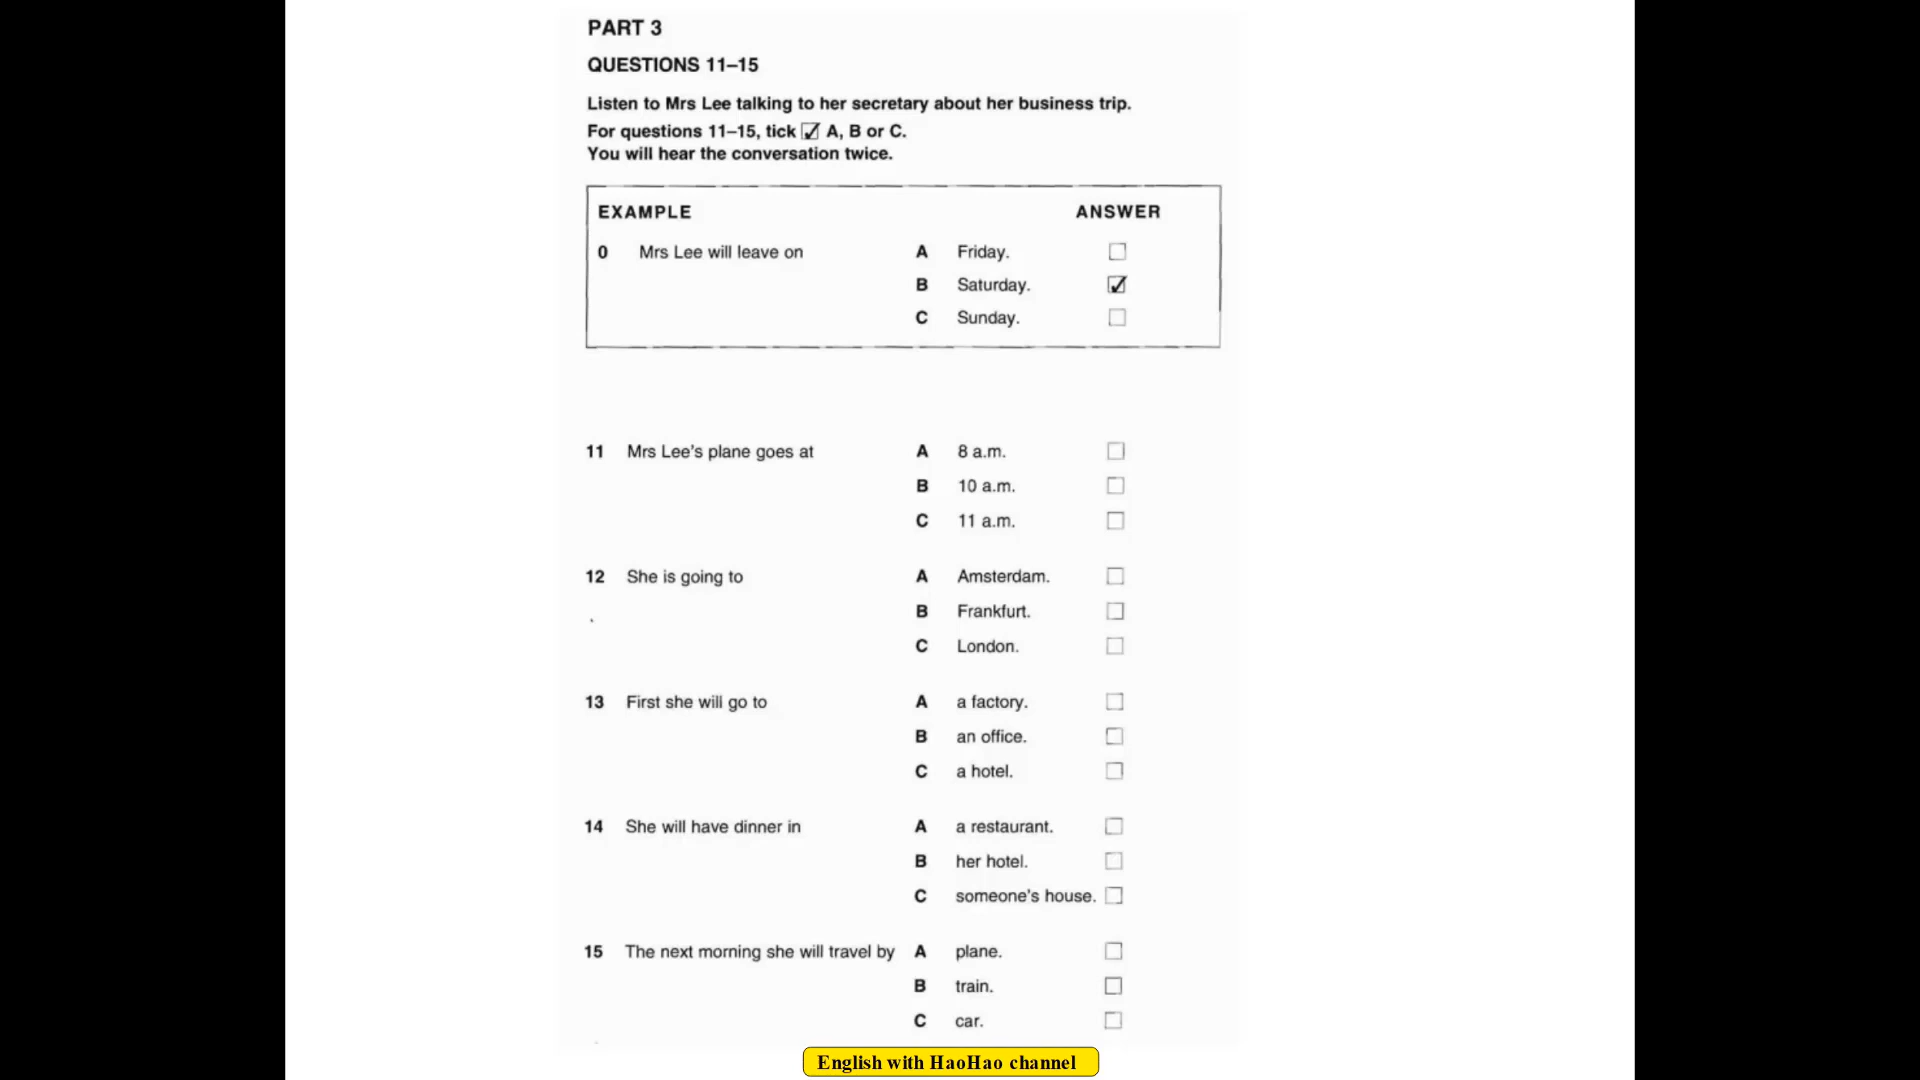 PART 3
QUESTIONS 11–15
Listen to Mrs Lee talking to her secretary about her business trip.
For questions 11–15, tick ☑ A, B or C.
You will hear the conversation twice.
EXAMPLE ANSWER
0 Mrs Lee will leave on A Friday. ☐
B Saturday. ☑
C Sunday. ☐
11 Mrs Lee's plane goes at A 8 a.m. ☐
B 10 a.m. ☐
C 11 a.m. ☐
12 She is going to A Amsterdam. ☐
B Frankfurt. ☐
C London. ☐
13 First she will go to A a factory. ☐
B an office. ☐
C a hotel. ☐
14 She will have dinner in A a restaurant. ☐
B her hotel. ☐
C someone's house. ☐
15 The next morning she will travel by A plane. ☐
B train. ☐
C car. ☐
English with HaoHao channel